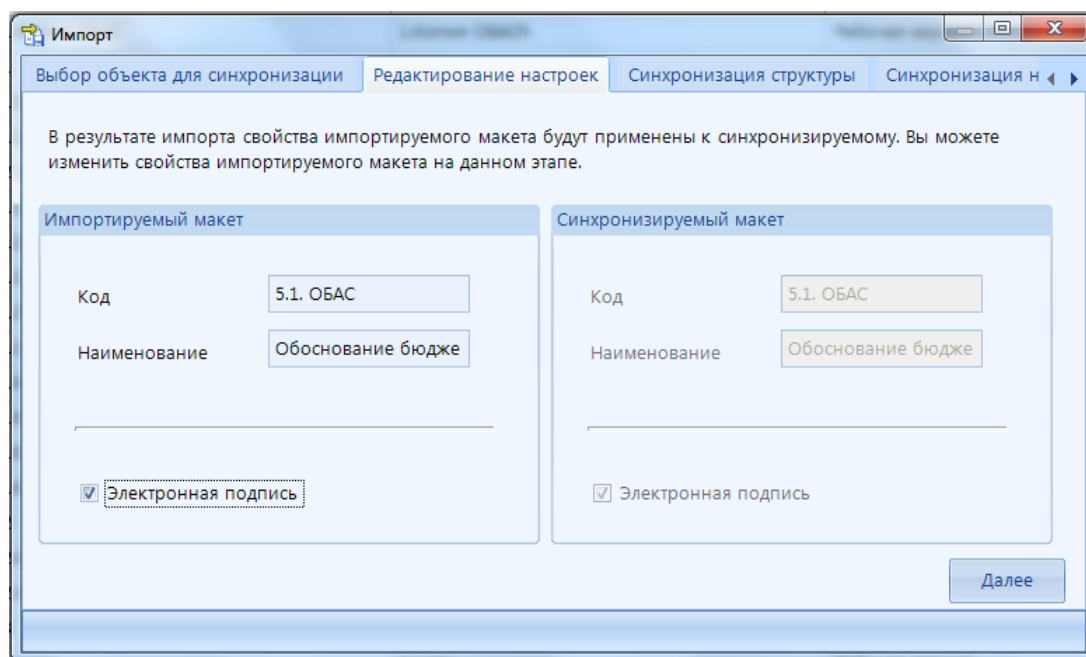 Импорт
Выбор объекта для синхронизации Редактирование настроек Синхронизация структуры Синхронизация н
В результате импорта свойства импортируемого макета будут применены к синхронизируемому. Вы можете
изменить свойства импортируемого макета на данном этапе.
Импортируемый макет
Код 5.1. ОБАС
Наименование Обоснование бюдже
Электронная подпись
Синхронизируемый макет
Код 5.1. ОБАС
Наименование Обоснование бюдже
Электронная подпись
Далее